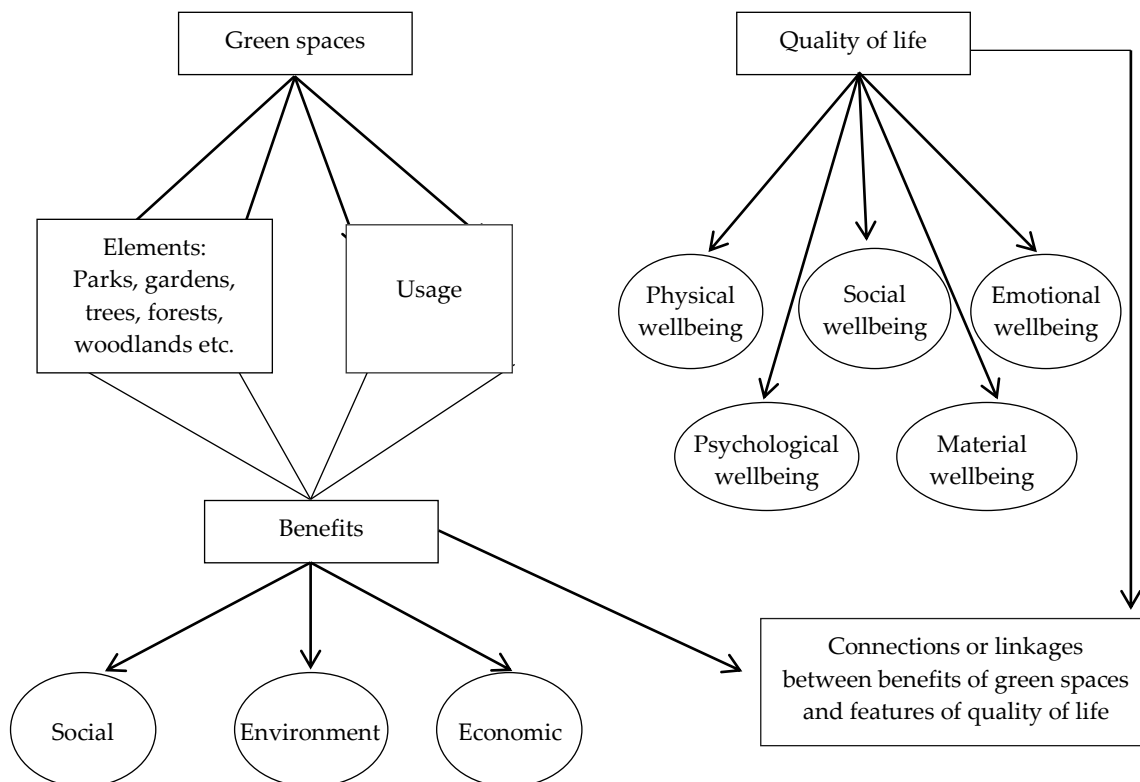 Green spaces
Quality of life
Elements:
Parks, gardens,
trees, forests,
woodlands etc.
Usage
Physical
wellbeing
Social
wellbeing
Emotional
wellbeing
Psychological
wellbeing
Material
wellbeing
Benefits
Social
Environment
Economic
Connections or linkages
between benefits of green spaces
and features of quality of life